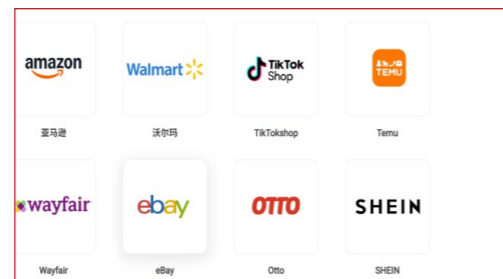 amazon Walmart TikTok Shop TEMU
亚马逊 沃尔玛 TikTokshop Temu
wayfair ebay OTTO SHEIN
Wayfair eBay Otto SHEIN